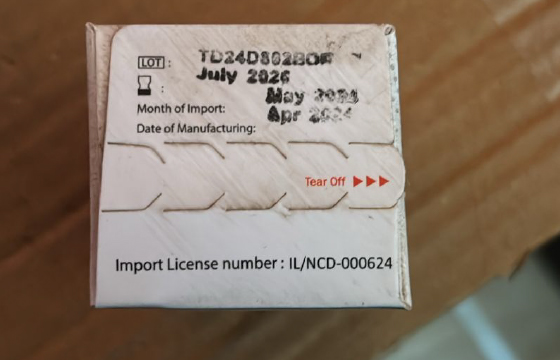 LOT :
July 2026
:
May 2024
Month of Import:
Apr 2024
Date of Manufacturing:
Tear Off ▶▶▶
Import License number : IL/NCD-000624